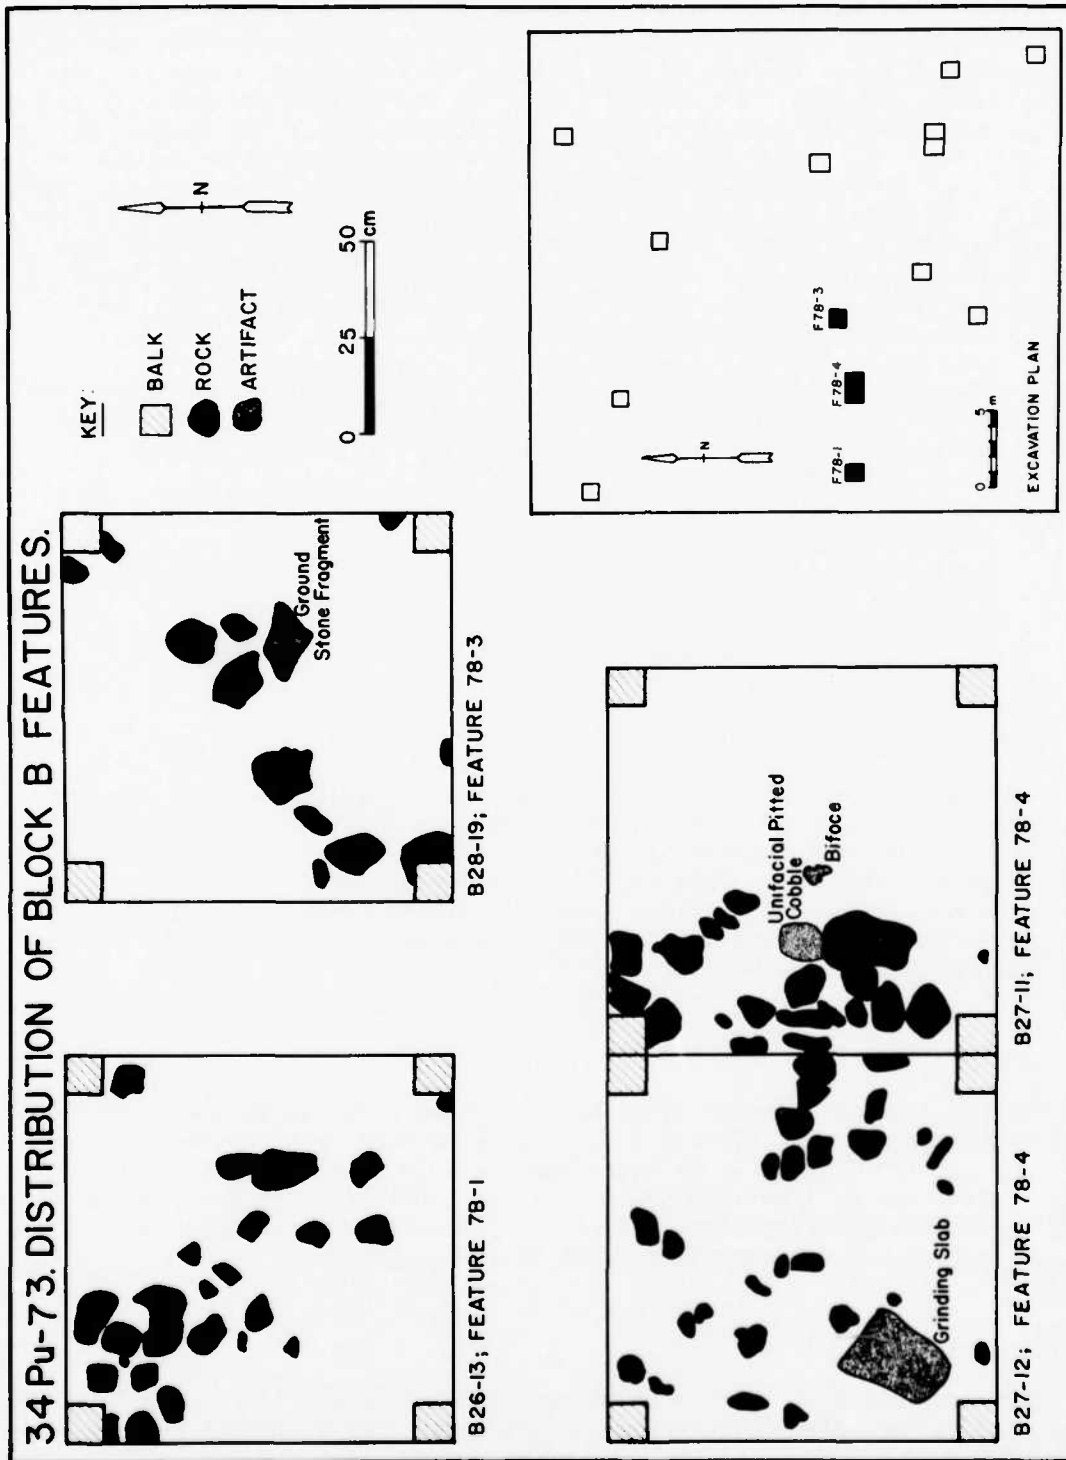 34Pu-73. DISTRIBUTION OF BLOCK B FEATURES.
B26-13; FEATURE 78-1
Ground
Stone Fragment
B28-19; FEATURE 78-3
KEY:
BALK
ROCK
ARTIFACT
N
0 25 50
cm
Grinding Slab
B27-12; FEATURE 78-4
Unifacial Pitted
Cobble
Biface
B27-11; FEATURE 78-4
N
F78-1
F78-4
F78-3
0 5
m
EXCAVATION PLAN